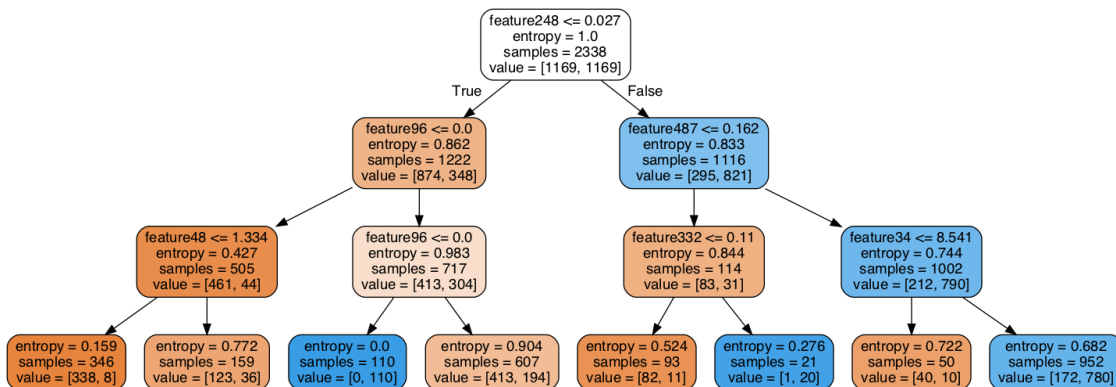 feature248 <= 0.027
entropy = 1.0
samples = 2338
value = [1169, 1169]
True
False
feature96 <= 0.0
entropy = 0.862
samples = 1222
value = [874, 348]
feature487 <= 0.162
entropy = 0.833
samples = 1116
value = [295, 821]
feature48 <= 1.334
entropy = 0.427
samples = 505
value = [461, 44]
feature96 <= 0.0
entropy = 0.983
samples = 717
value = [413, 304]
feature332 <= 0.11
entropy = 0.844
samples = 114
value = [83, 31]
feature34 <= 8.541
entropy = 0.744
samples = 1002
value = [212, 790]
entropy = 0.159
samples = 346
value = [338, 8]
entropy = 0.772
samples = 159
value = [123, 36]
entropy = 0.0
samples = 110
value = [0, 110]
entropy = 0.904
samples = 607
value = [413, 194]
entropy = 0.524
samples = 93
value = [82, 11]
entropy = 0.276
samples = 21
value = [1, 20]
entropy = 0.722
samples = 50
value = [40, 10]
entropy = 0.682
samples = 952
value = [172, 780]